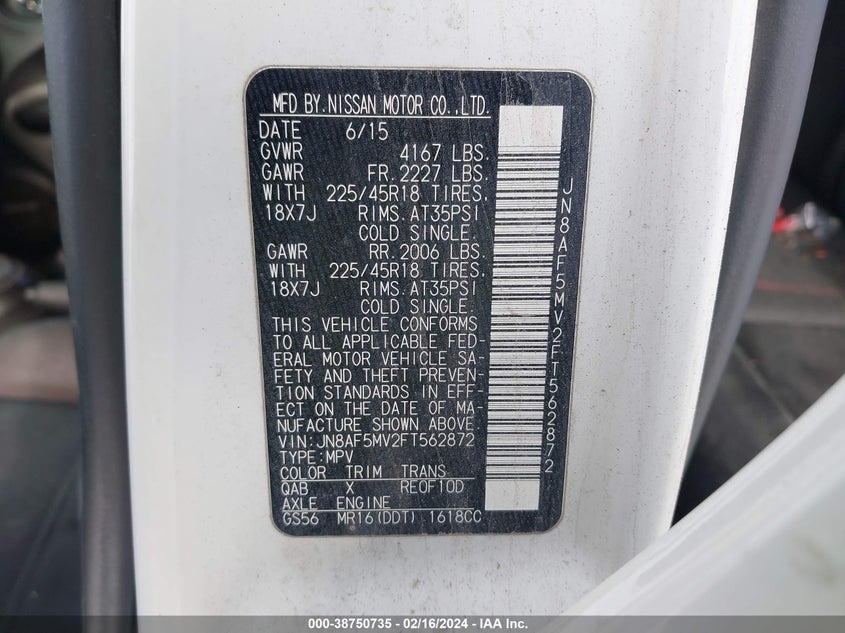 MFD BY.NISSAN MOTOR CO.,LTD.
DATE 6/15
GVWR 4167 LBS.
GAWR FR.2227 LBS.
WITH 225/45R18 TIRES,
18X7J RIMS.AT35PSI
COLD SINGLE.
GAWR RR.2006 LBS.
WITH 225/45R18 TIRES,
18X7J RIMS.AT35PSI
COLD SINGLE.
THIS VEHICLE CONFORMS
TO ALL APPLICABLE FED-
ERAL MOTOR VEHICLE SA-
FETY AND THEFT PREVEN-
TION STANDARDS IN EFF-
ECT ON THE DATE OF MA-
NUFACTURE SHOWN ABOVE.
VIN:JN8AF5MV2FT562872
TYPE:MPV
COLOR TRIM TRANS
QAB X RE0F10D
AXLE ENGINE
GS56 MR16(DDT) 1618CC
JN8AF5MV2FT562872
000-38750735 - 02/16/2024 - IAA Inc.